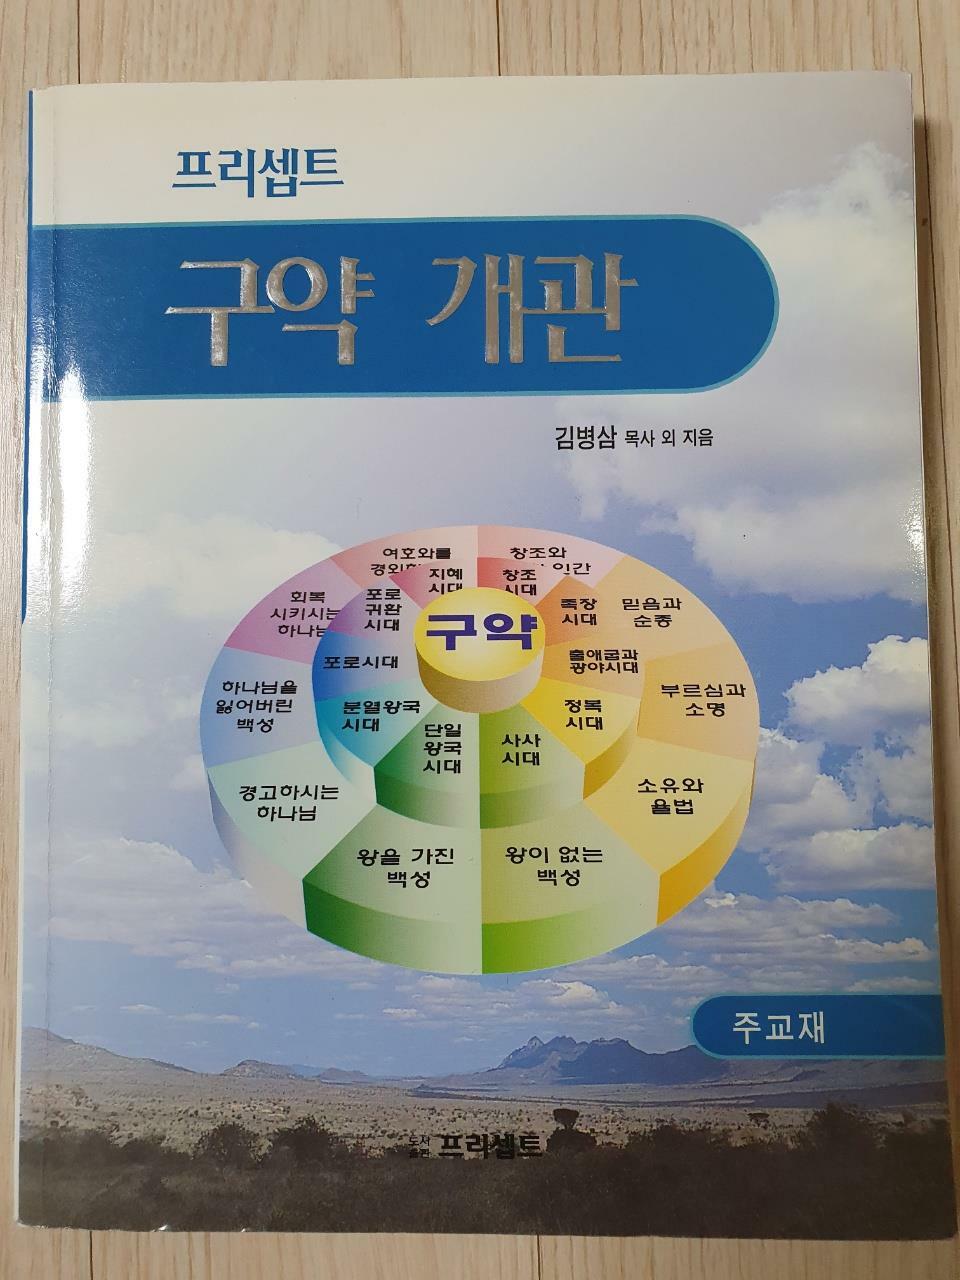 프리셉트
구약 개관
김병삼 목사 외 지음
여호와를
창조와
인간
지혜
시대
창조
시대
회복
시키시는
하나님
포로
귀환
시대
족장
시대
믿음과
순종
구약
포로시대
출애굽과
광야시대
하나님을
잃어버린
백성
분열왕국
시대
정복
시대
부르심과
소명
단일
왕국
시대
사사
시대
경고하시는
하나님
소유와
율법
왕을 가진
백성
왕이 없는
백성
주교재
도서
출판 프리셉트